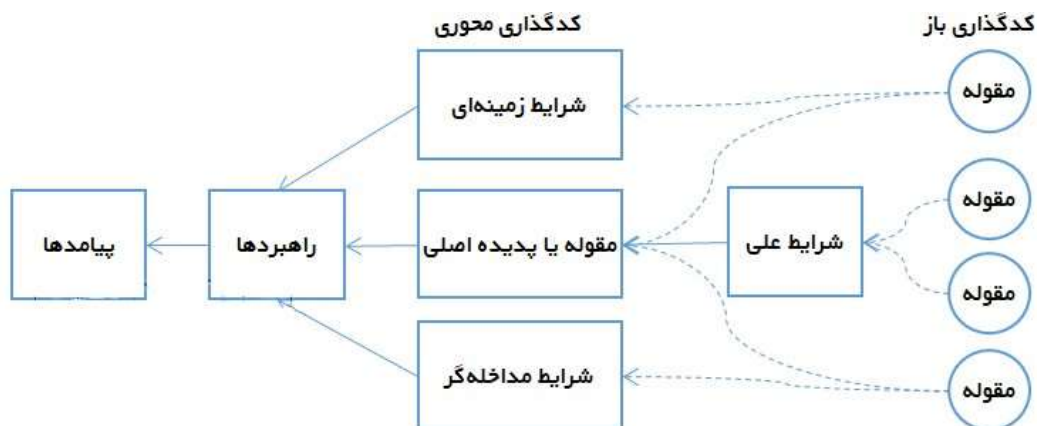 کدگذاری باز
کدگذاری محوری
مقوله
شرایط زمینه‌ای
مقوله
شرایط علی
مقوله یا پدیده اصلی
راهبردها
پیامدها
مقوله
شرایط مداخله‌گر
مقوله